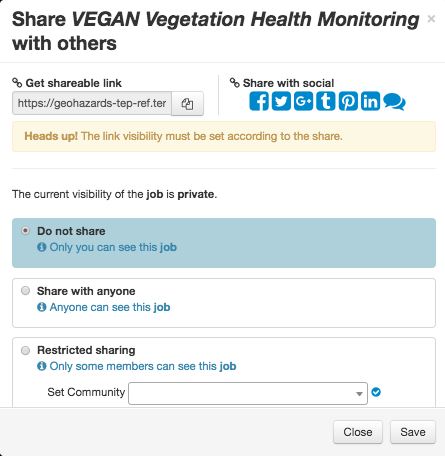 Share VEGAN Vegetation Health Monitoring ×
with others
Get shareable link
Share with social
https://geohazards-tep-ref.ter
Heads up! The link visibility must be set according to the share.
The current visibility of the job is private.
Do not share
Only you can see this job
Share with anyone
Anyone can see this job
Restricted sharing
Only some members can see this job
Set Community
Close Save